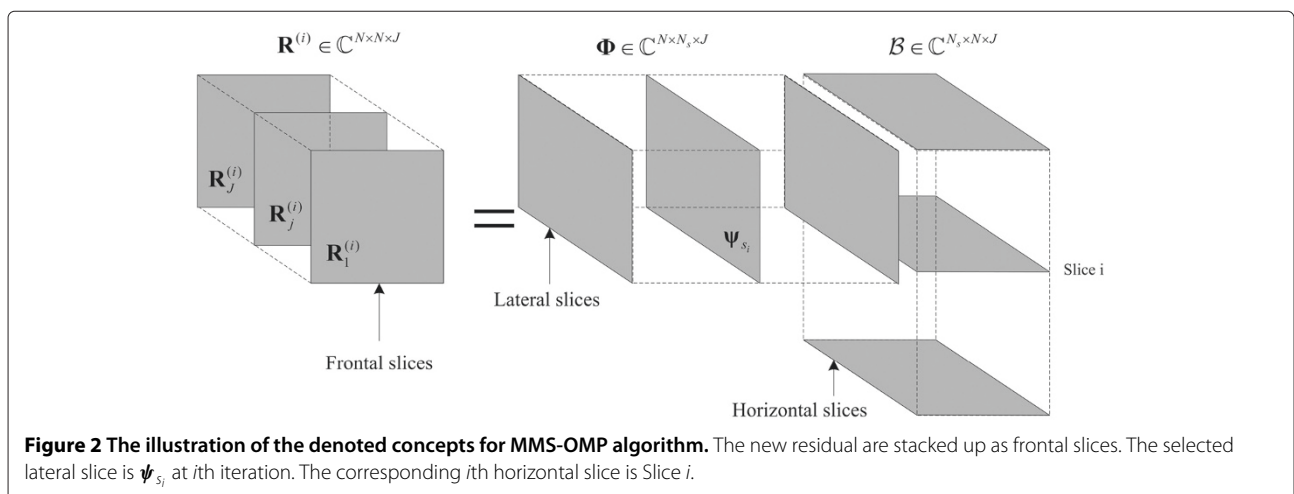 R^{(i)} ∈ ℂ^{N×N×J}
Φ ∈ ℂ^{N×N_s×J}
ℬ ∈ ℂ^{N_s×N×J}
R_J^{(i)}
R_j^{(i)}
R_1^{(i)}
=
Ψ_{s_i}
Slice i
Lateral slices
Frontal slices
Horizontal slices
Figure 2 The illustration of the denoted concepts for MMS-OMP algorithm. The new residual are stacked up as frontal slices. The selected
lateral slice is ψ_{s_i} at ith iteration. The corresponding ith horizontal slice is Slice i.